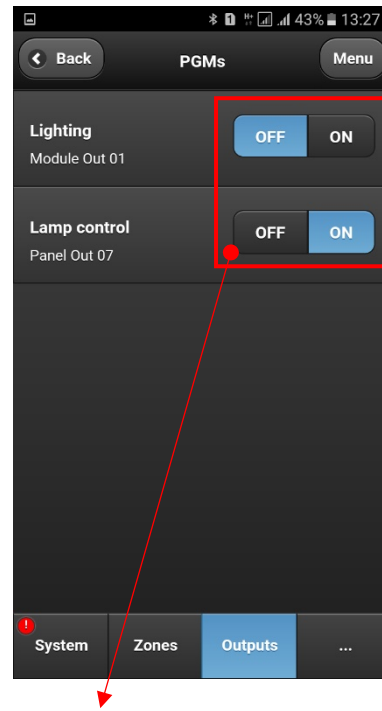 43% 13:27
Back
PGMs
Menu
Lighting
OFF ON
Module Out 01
Lamp control
OFF ON
Panel Out 07
System Zones Outputs ...